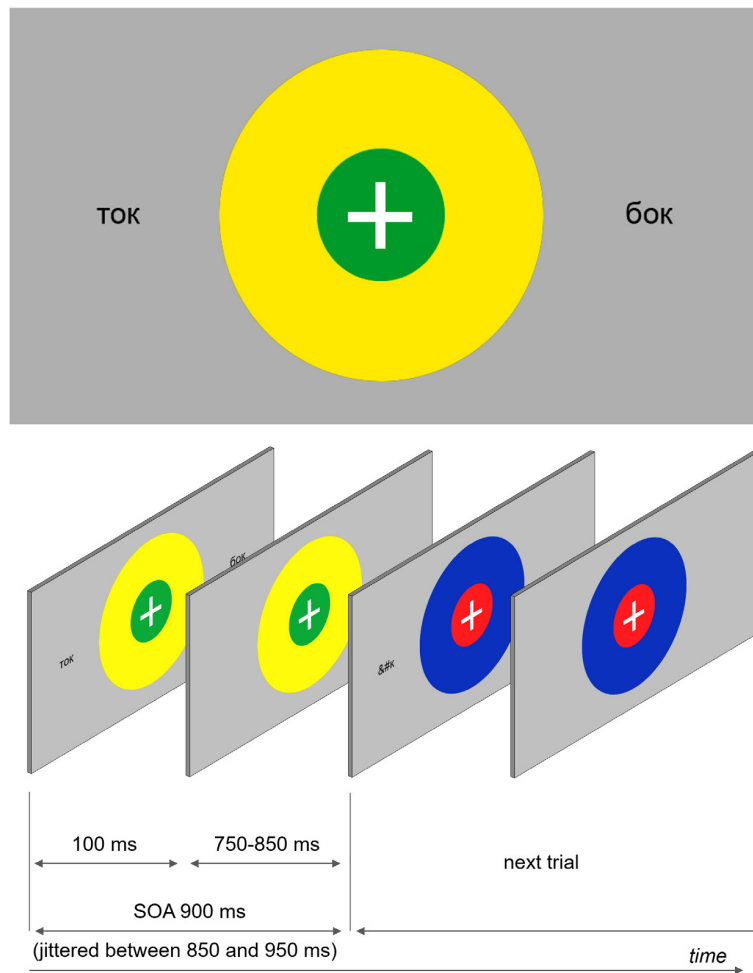 ток бок
бок
ток
&#к
100 ms 750-850 ms
next trial
SOA 900 ms
(jittered between 850 and 950 ms)
time